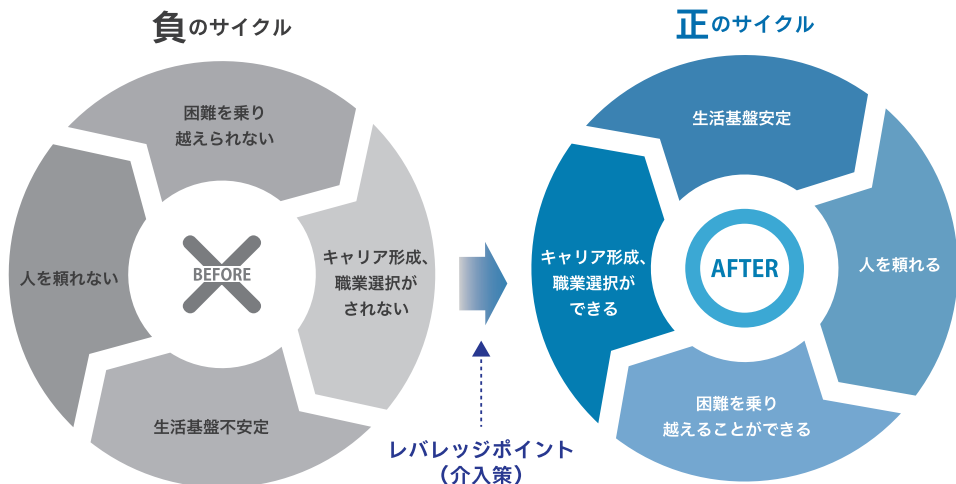 負のサイクル
困難を乗り
越えられない
キャリア形成、
職業選択が
されない
生活基盤不安定
人を頼れない
BEFORE
レバレッジポイント
（介入策）
正のサイクル
生活基盤安定
人を頼れる
困難を乗り
越えることができる
キャリア形成、
職業選択が
できる
AFTER